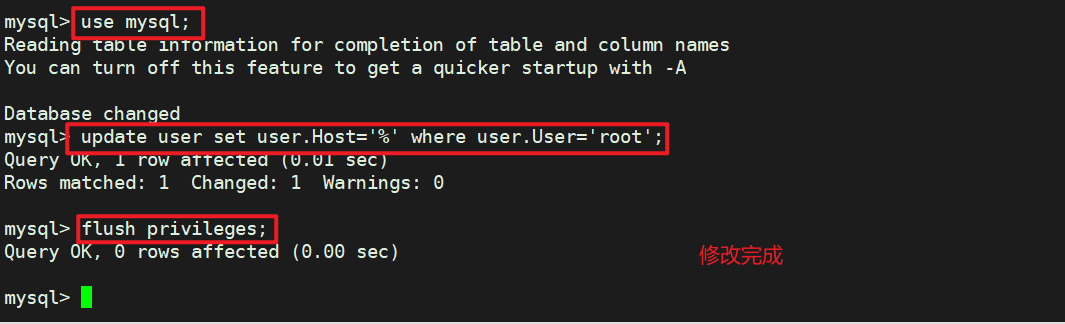 mysql> use mysql;
Reading table information for completion of table and column names
You can turn off this feature to get a quicker startup with -A
Database changed
mysql> update user set user.Host='%' where user.User='root';
Query OK, 1 row affected (0.01 sec)
Rows matched: 1  Changed: 1  Warnings: 0
mysql> flush privileges;
Query OK, 0 rows affected (0.00 sec)
修改完成
mysql>